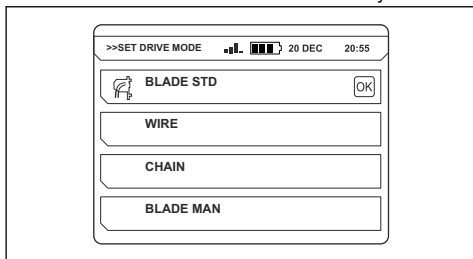 >>SET DRIVE MODE 20 DEC 20:55
BLADE STD OK
WIRE
CHAIN
BLADE MAN